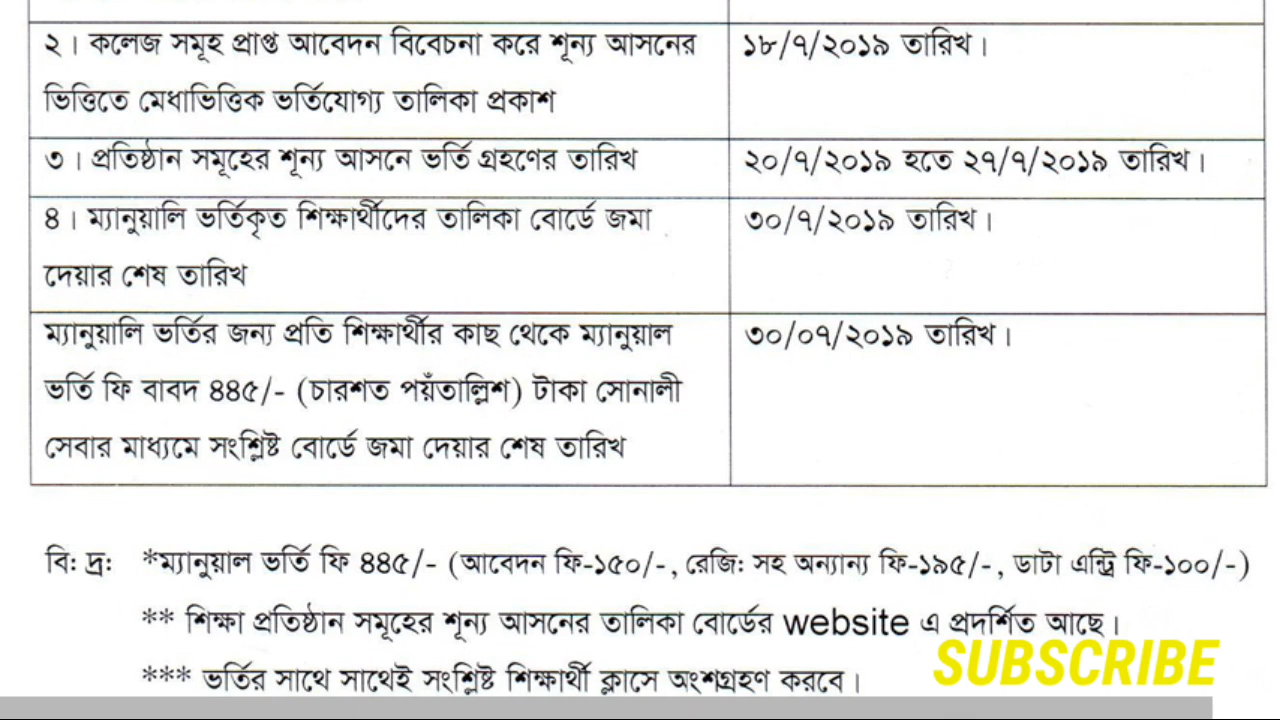 ২। কলেজ সমূহ প্রাপ্ত আবেদন বিবেচনা করে শূন্য আসনের
ভিত্তিতে মেধাভিত্তিক ভর্তিযোগ্য তালিকা প্রকাশ
১৮/৭/২০১৯ তারিখ।
৩। প্রতিষ্ঠান সমূহের শূন্য আসনে ভর্তি গ্রহণের তারিখ
২০/৭/২০১৯ হতে ২৭/৭/২০১৯ তারিখ।
৪। ম্যানুয়ালি ভর্তিকৃত শিক্ষার্থীদের তালিকা বোর্ডে জমা
দেয়ার শেষ তারিখ
৩০/৭/২০১৯ তারিখ।
ম্যানুয়ালি ভর্তির জন্য প্রতি শিক্ষার্থীর কাছ থেকে ম্যানুয়াল
ভর্তি ফি বাবদ ৪৪৫/- (চারশত পয়ঁতাল্লিশ) টাকা সোনালী
সেবার মাধ্যমে সংশ্লিষ্ট বোর্ডে জমা দেয়ার শেষ তারিখ
৩০/০৭/২০১৯ তারিখ।
বি: দ্র: *ম্যানুয়াল ভর্তি ফি ৪৪৫/- (আবেদন ফি-১৫০/-, রেজি: সহ অন্যান্য ফি-১৯৫/-, ডাটা এন্ট্রি ফি-১০০/-)
** শিক্ষা প্রতিষ্ঠান সমূহের শূন্য আসনের তালিকা বোর্ডের website এ প্রদর্শিত আছে।
*** ভর্তির সাথে সাথেই সংশ্লিষ্ট শিক্ষার্থী ক্লাসে অংশগ্রহণ করবে।
SUBSCRIBE